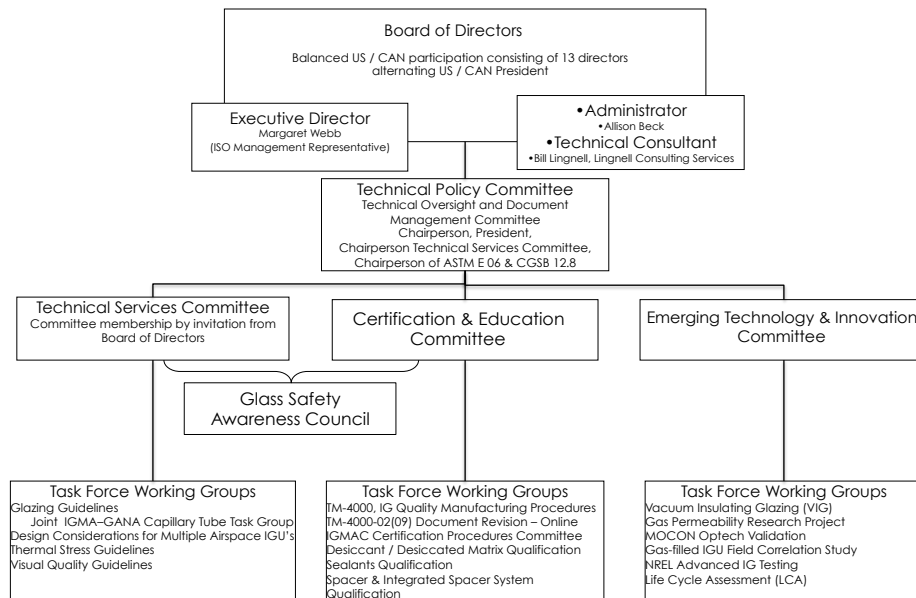 Board of Directors
Balanced US / CAN participation consisting of 13 directors
alternating US / CAN President
Executive Director
Margaret Webb
(ISO Management Representative)
•Administrator
•Allison Beck
•Technical Consultant
•Bill Lingnell, Lingnell Consulting Services
Technical Policy Committee
Technical Oversight and Document
Management Committee
Chairperson, President,
Chairperson Technical Services Committee,
Chairperson of ASTM E 06 & CGSB 12.8
Technical Services Committee
Committee membership by invitation from
Board of Directors
Certification & Education
Committee
Emerging Technology & Innovation
Committee
Glass Safety
Awareness Council
Task Force Working Groups
Glazing Guidelines
Joint IGMA–GANA Capillary Tube Task Group
Design Considerations for Multiple Airspace IGU's
Thermal Stress Guidelines
Visual Quality Guidelines
Task Force Working Groups
TM-4000, IG Quality Manufacturing Procedures
TM-4000-02(09) Document Revision – Online
IGMAC Certification Procedures Committee
Desiccant / Desiccated Matrix Qualification
Sealants Qualification
Spacer & Integrated Spacer System
Qualification
Task Force Working Groups
Vacuum Insulating Glazing (VIG)
Gas Permeability Research Project
MOCON Optech Validation
Gas-filled IGU Field Correlation Study
NREL Advanced IG Testing
Life Cycle Assessment (LCA)